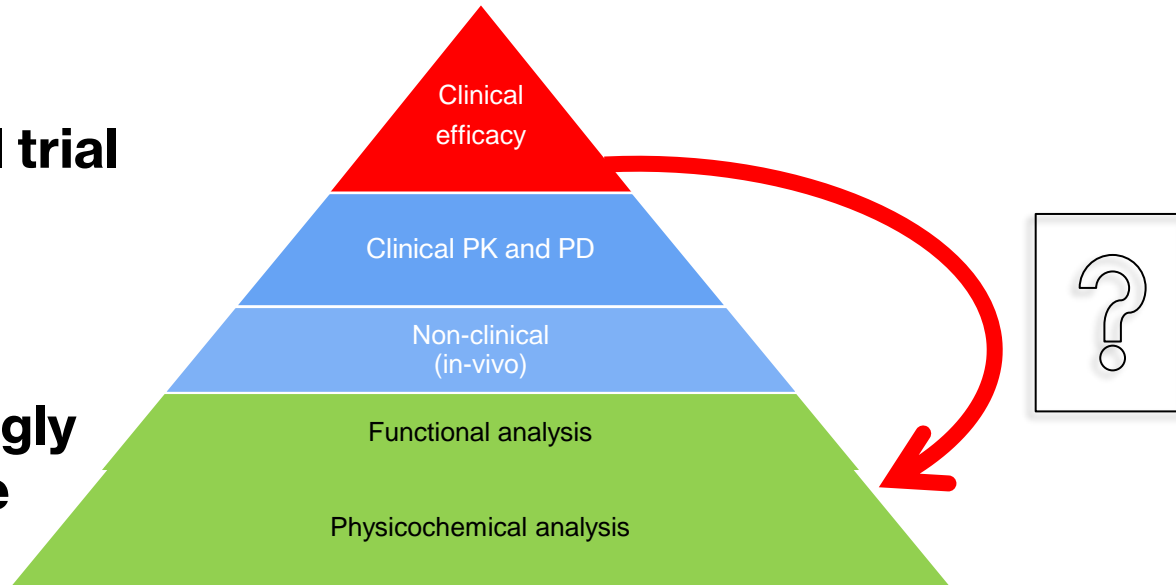 Clinical
efficacy
l trial
Clinical PK and PD
Non-clinical
(in-vivo)
gly
Functional analysis
e
Physicochemical analysis
?